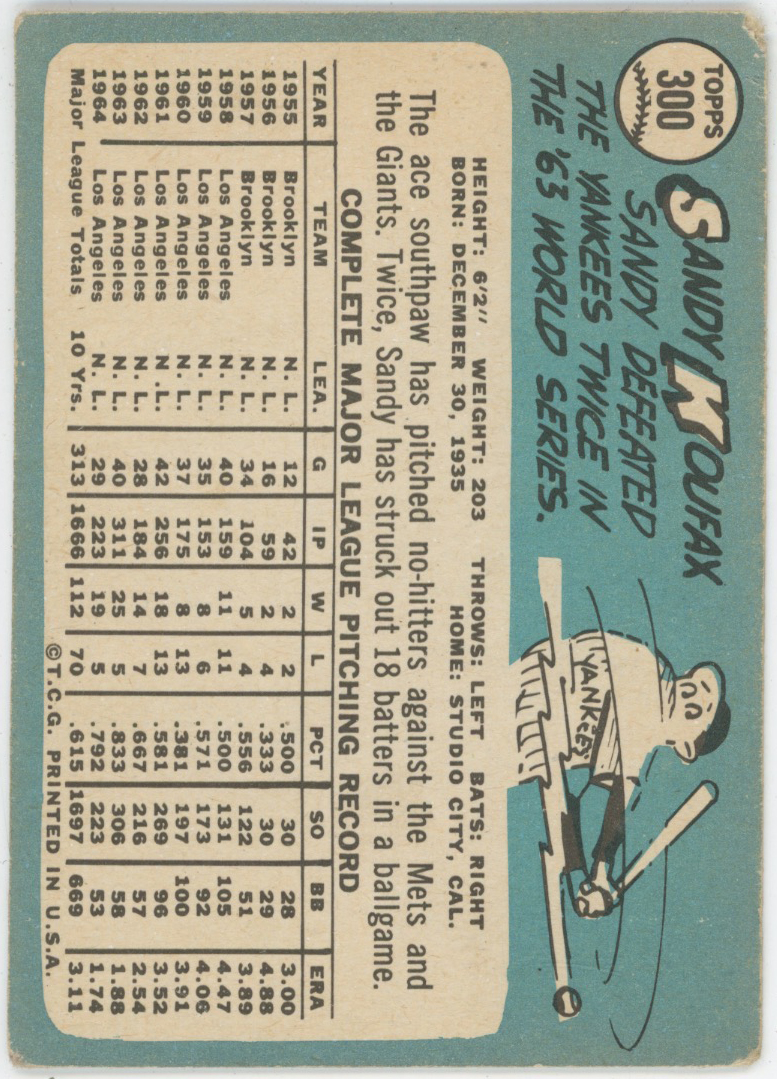 TOPPS
300
SANDY KOUFAX
SANDY DEFEATED
THE YANKEES TWICE IN
THE '63 WORLD SERIES.
YANKEES
HEIGHT: 6'2" WEIGHT: 203 THROWS: LEFT BATS: RIGHT
BORN: DECEMBER 30, 1935 HOME: STUDIO CITY, CAL.
The ace southpaw has pitched no-hitters against the Mets and
the Giants. Twice, Sandy has struck out 18 batters in a ballgame.
COMPLETE MAJOR LEAGUE PITCHING RECORD
YEAR TEAM LEA. G IP W L PCT SO BB ERA
1955 Brooklyn N. L. 12 42 2 2 .500 30 28 3.00
1956 Brooklyn N. L. 16 59 2 4 .333 30 29 4.88
1957 Brooklyn N. L. 34 104 5 4 .556 122 51 3.89
1958 Los Angeles N. L. 40 159 11 11 .500 131 105 4.47
1959 Los Angeles N. L. 35 153 8 6 .571 173 92 4.06
1960 Los Angeles N. L. 37 175 8 13 .381 197 100 3.91
1961 Los Angeles N .L. 42 256 18 13 .581 269 96 3.52
1962 Los Angeles N. L. 28 184 14 7 .667 216 57 2.54
1963 Los Angeles N. L. 40 311 25 5 .833 306 58 1.88
1964 Los Angeles N. L. 29 223 19 5 .792 223 53 1.74
Major League Totals 10 Yrs. 313 1666 112 70 .615 1697 669 3.11
©T.C.G. PRINTED IN U.S.A.